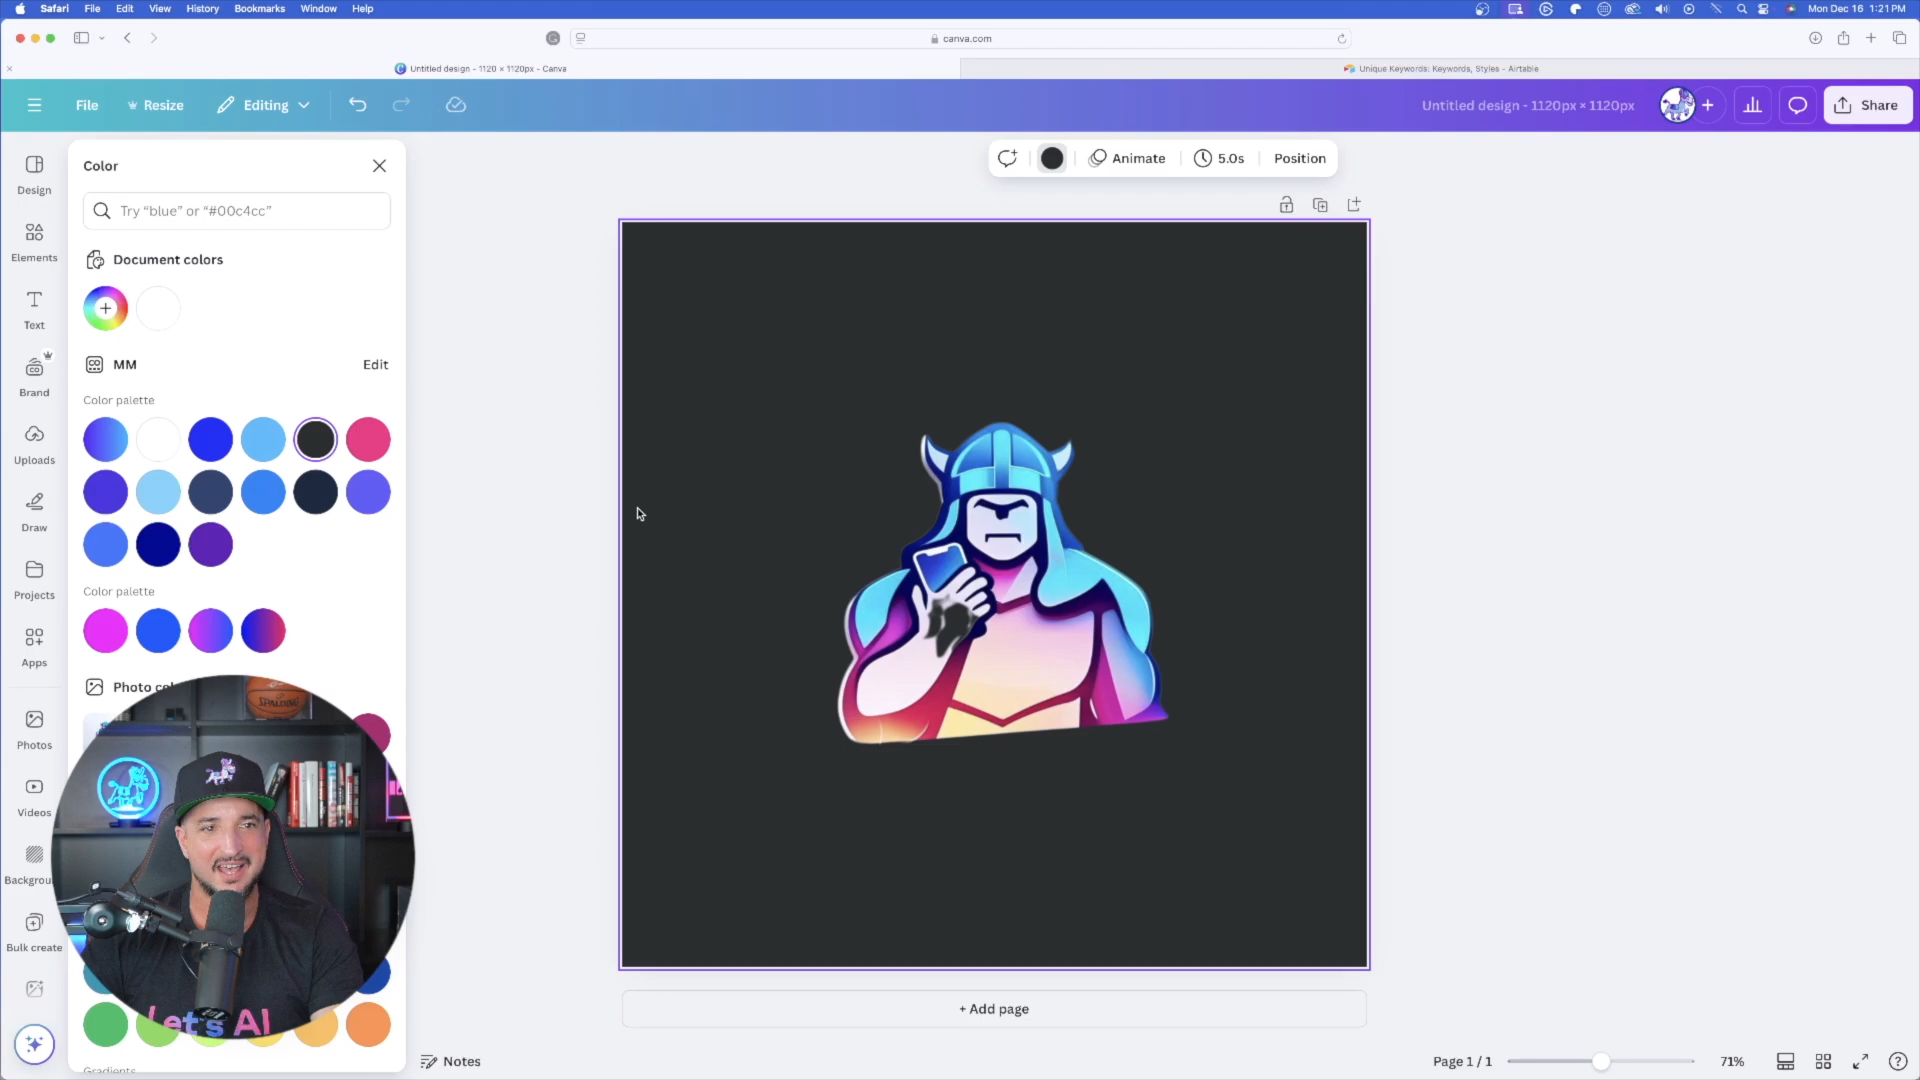 Safari File Edit View History Bookmarks Window Help
Mon Dec 16 1:21 PM
canva.com
Untitled design - 1120 × 1120px - Canva
Unique Keywords: Keywords, Styles - Airtable
File Resize Editing
Untitled design - 1120px × 1120px
Share
Design
Elements
Text
Brand
Uploads
Draw
Projects
Apps
Photos
Videos
Backgrou
Bulk create
Color
Try “blue” or “#00c4cc”
Document colors
MM
Edit
Color palette
Color palette
Photo co
Gradients
Animate
5.0s
Position
SPALDING
Let's AI
+ Add page
Notes
Page 1 / 1
71%